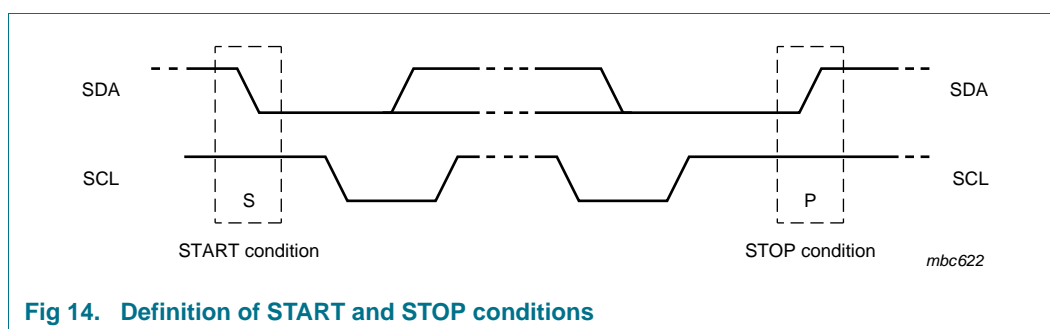 SDA
SDA
SCL
SCL
S
P
START condition
STOP condition
mbc622
Fig 14. Definition of START and STOP conditions